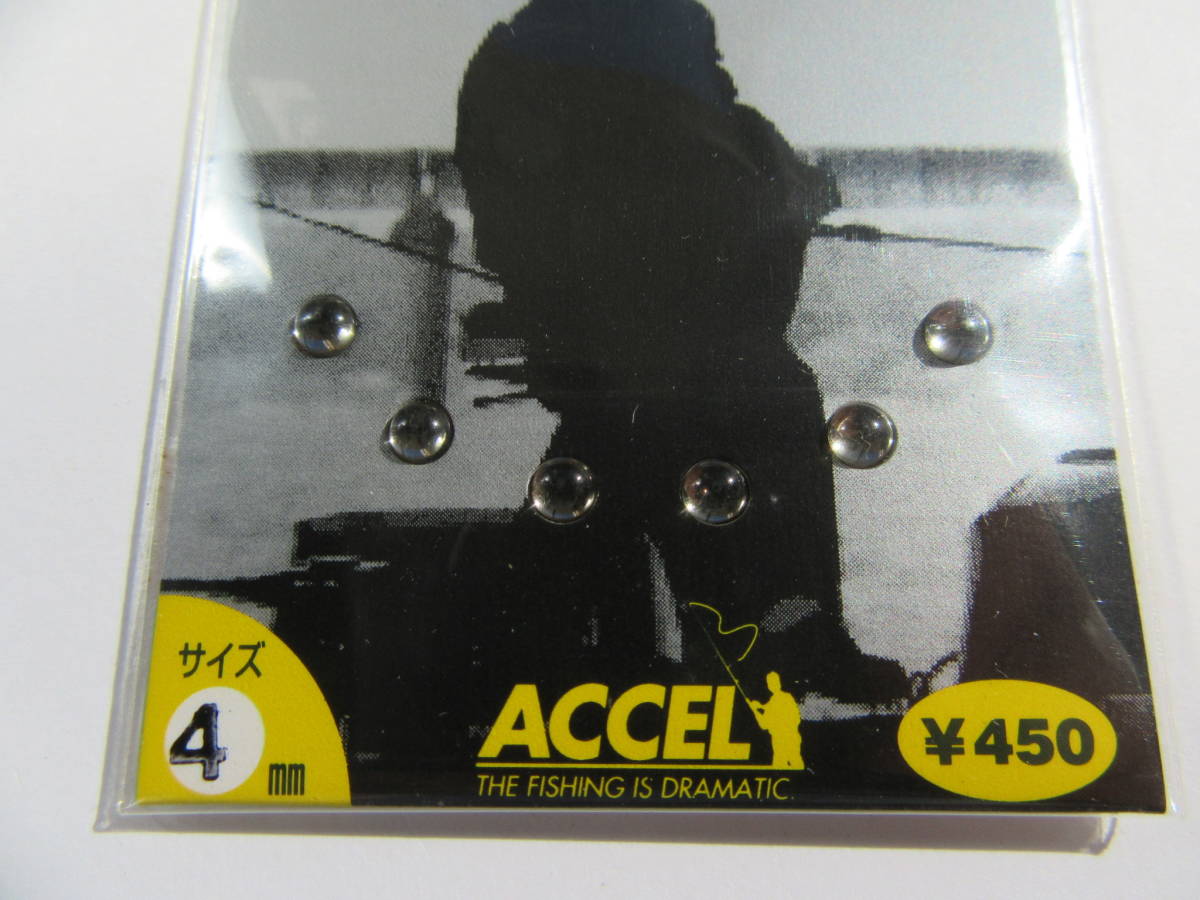 サイズ
4
mm
ACCEL
THE FISHING IS DRAMATIC.
¥450